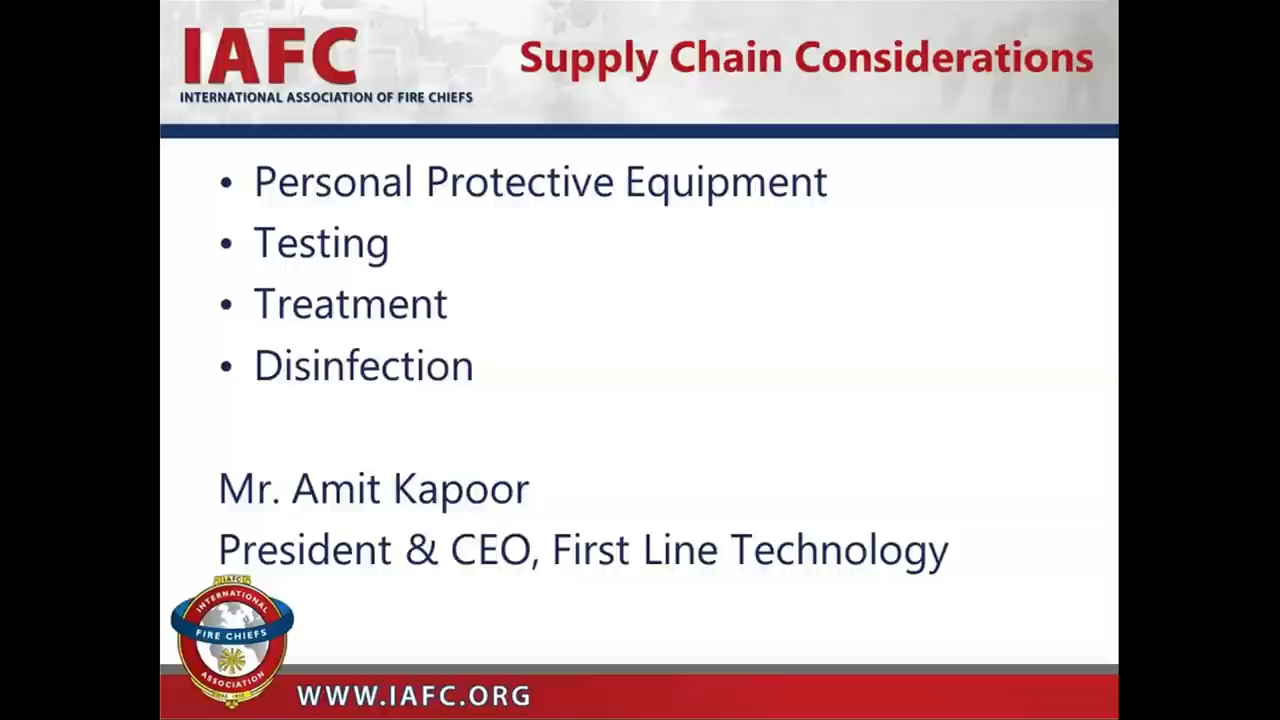 IAFC
INTERNATIONAL ASSOCIATION OF FIRE CHIEFS
Supply Chain Considerations
• Personal Protective Equipment
• Testing
• Treatment
• Disinfection
Mr. Amit Kapoor
President & CEO, First Line Technology
IAFC
INTERNATIONAL
FIRE CHIEFS
ASSOCIATION
WWW.IAFC.ORG